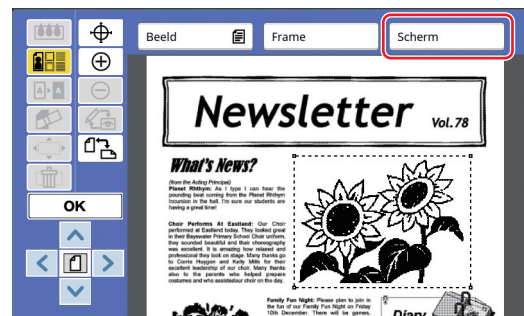 Beeld
Frame
Scherm
A A
OK
Newsletter Vol. 78
What's News?
(from the Acting Principal)
Planet Rhthym: As I type I can hear the
pounding beat coming from the Planet Rhthym
incursion in the hall. I'm sure our students are
having a great time!
Choir Performs At Eastland: Our Choir
performed at Eastland today. They looked great
in their Bayswater Primary School Choir uniform,
they sounded beautiful and their choreography
was excellent. It is amazing how relaxed and
professional they look on stage. Many thanks go
to Corrie Huygen and Kelly Mills for their
excellent leadership of our choir. Many thanks
also to the parents who helped prepare
costumes and who assistedour choir on the day.
Family Fun Night: Please plan to join in
the fun of our Family Fun Night on Friday
10th December. There will be games,
Diary